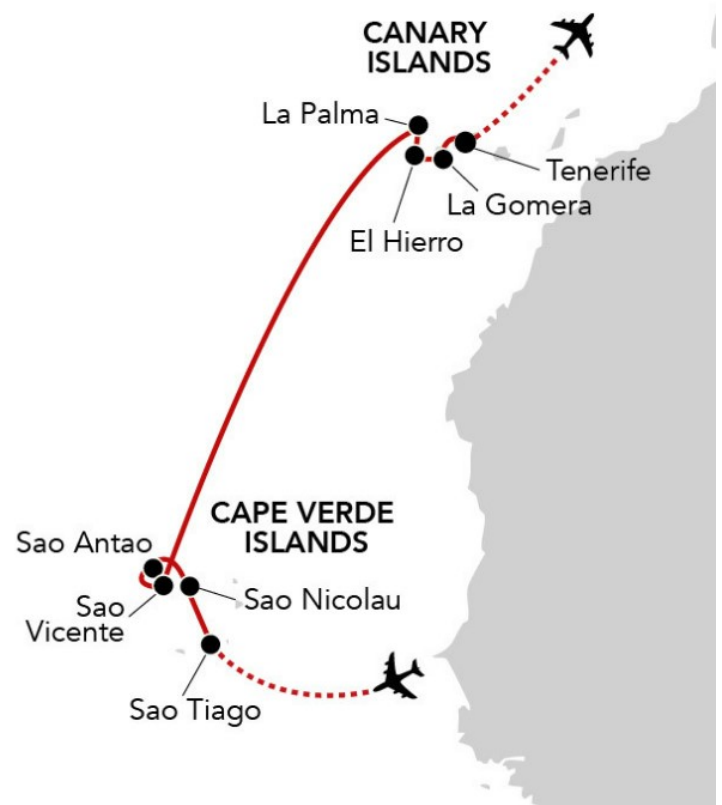 CANARY
ISLANDS
La Palma
Tenerife
La Gomera
El Hierro
CAPE VERDE
ISLANDS
Sao Antao
Sao Nicolau
Sao
Vicente
Sao Tiago